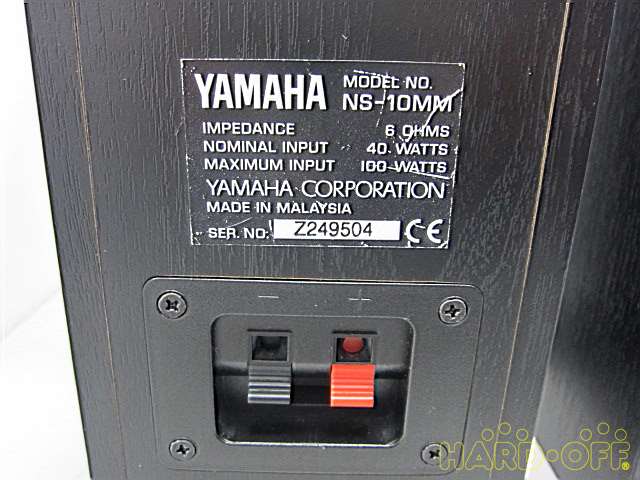 YAMAHA MODEL NO. NS-10MM
IMPEDANCE 6 OHMS
NOMINAL INPUT 40 WATTS
MAXIMUM INPUT 100 WATTS
YAMAHA CORPORATION
MADE IN MALAYSIA
SER. NO. Z249504 CE
− +
HARD·OFF